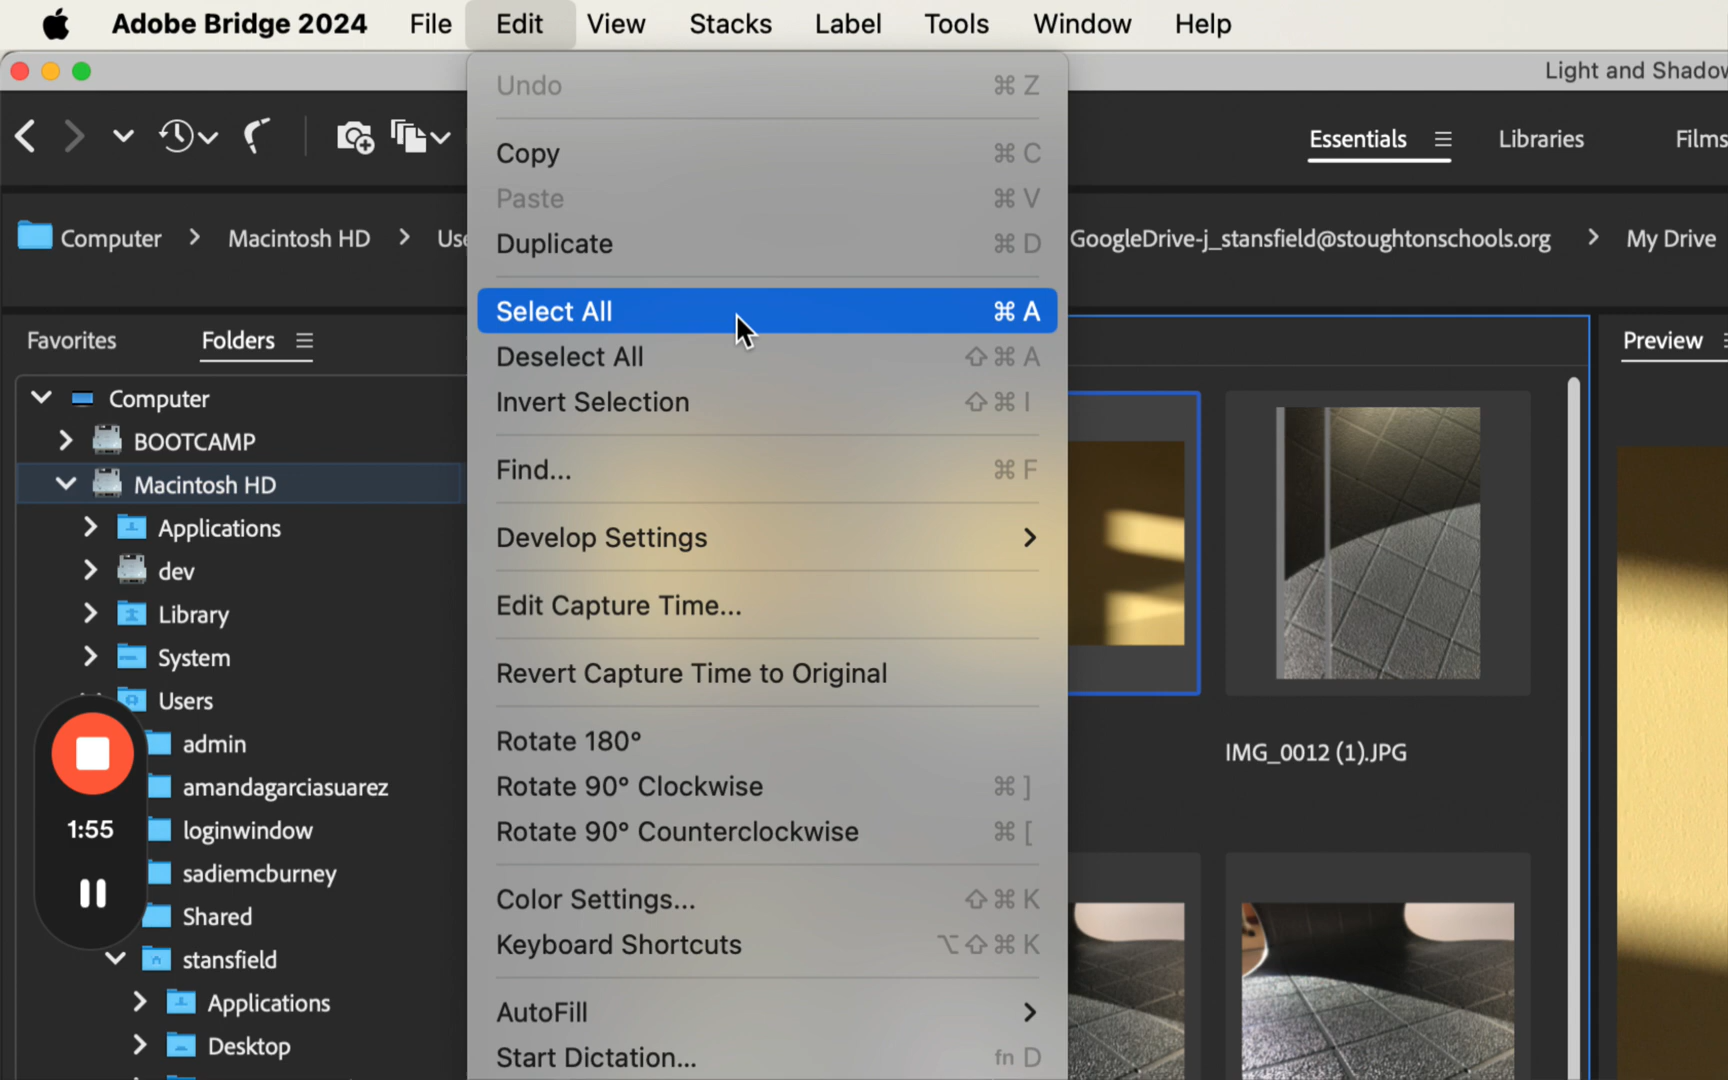 Adobe Bridge 2024 File Edit View Stacks Label Tools Window Help
Light and Shadow
Undo ⌘ Z
Copy ⌘ C
Paste ⌘ V
Duplicate ⌘ D
Select All ⌘ A
Deselect All ⇧ ⌘ A
Invert Selection ⇧ ⌘ I
Find... ⌘ F
Develop Settings
Edit Capture Time...
Revert Capture Time to Original
Rotate 180°
Rotate 90° Clockwise ⌘ ]
Rotate 90° Counterclockwise ⌘ [
Color Settings... ⇧ ⌘ K
Keyboard Shortcuts ⌥ ⇧ ⌘ K
AutoFill
Start Dictation... fn D
Essentials Libraries Films
Computer > Macintosh HD > Use
GoogleDrive-j_stansfield@stoughtonschools.org > My Drive
Favorites Folders
Computer
BOOTCAMP
Macintosh HD
Applications
dev
Library
System
Users
admin
amandagarciasuarez
loginwindow
sadiemcburney
Shared
stansfield
Applications
Desktop
1:55
Preview
IMG_0012 (1).JPG